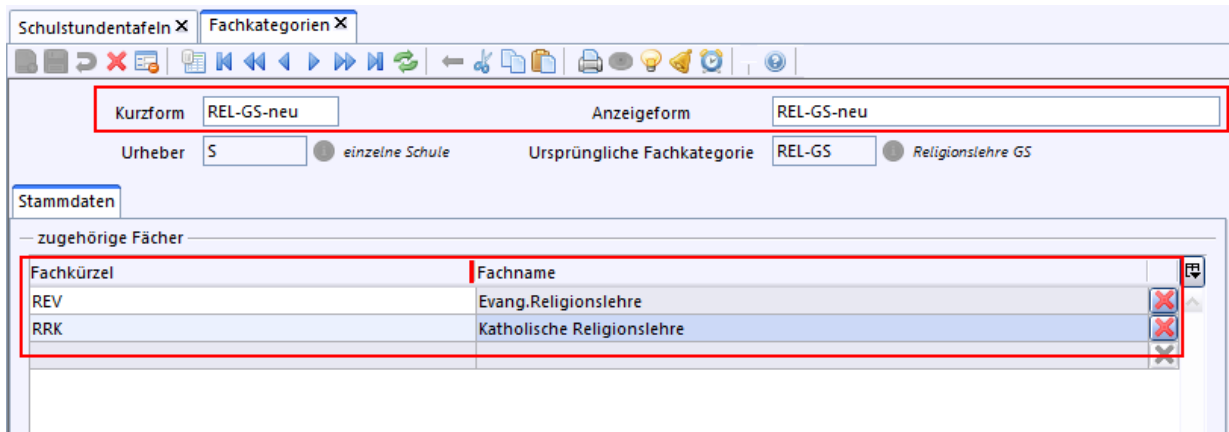 Schulstundentafeln Fachkategorien
Kurzform REL-GS-neu Anzeigeform REL-GS-neu
Urheber S einzelne Schule Ursprüngliche Fachkategorie REL-GS Religionslehre GS
Stammdaten
zugehörige Fächer
Fachkürzel Fachname
REV Evang.Religionslehre
RRK Katholische Religionslehre